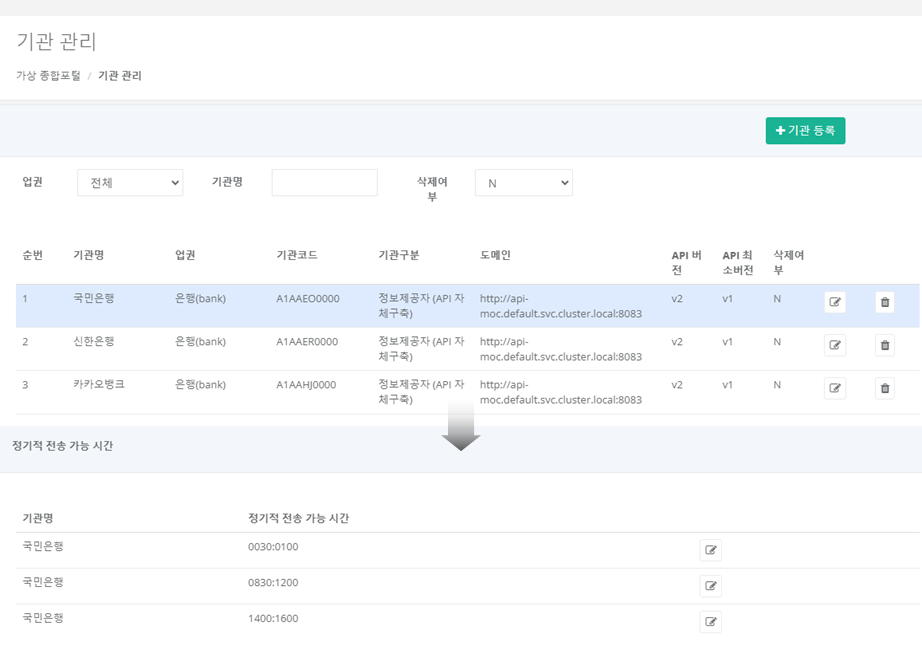 기관 관리
가상 종합포털 / 기관 관리
+ 기관 등록
업권 전체 기관명 삭제여부 N
순번 기관명 업권 기관코드 기관구분 도메인 API 버전 API 최소버전 삭제여부
1 국민은행 은행(bank) A1AAEO0000 정보제공자 (API 자체구축) http://api-moc.default.svc.cluster.local:8083 v2 v1 N
2 신한은행 은행(bank) A1AAER0000 정보제공자 (API 자체구축) http://api-moc.default.svc.cluster.local:8083 v2 v1 N
3 카카오뱅크 은행(bank) A1AAHJ0000 정보제공자 (API 자체구축) http://api-moc.default.svc.cluster.local:8083 v2 v1 N
정기적 전송 가능 시간
기관명 정기적 전송 가능 시간
국민은행 0030:0100
국민은행 0830:1200
국민은행 1400:1600